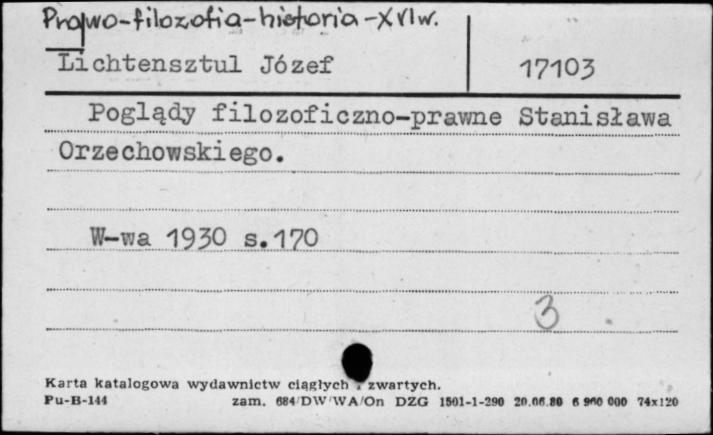 Prawo-filozofia-historia-XVIw.
Lichtensztul Józef 17103
Poglądy filozoficzno-prawne Stanisława
Orzechowskiego.
W-wa 1930 s.170
3
Karta katalogowa wydawnictw ciągłych i zwartych.
Pu-B-144 zam. 684/DW/WA/On DZG 1501-1-290 20.06.80 6 960 000 74x120